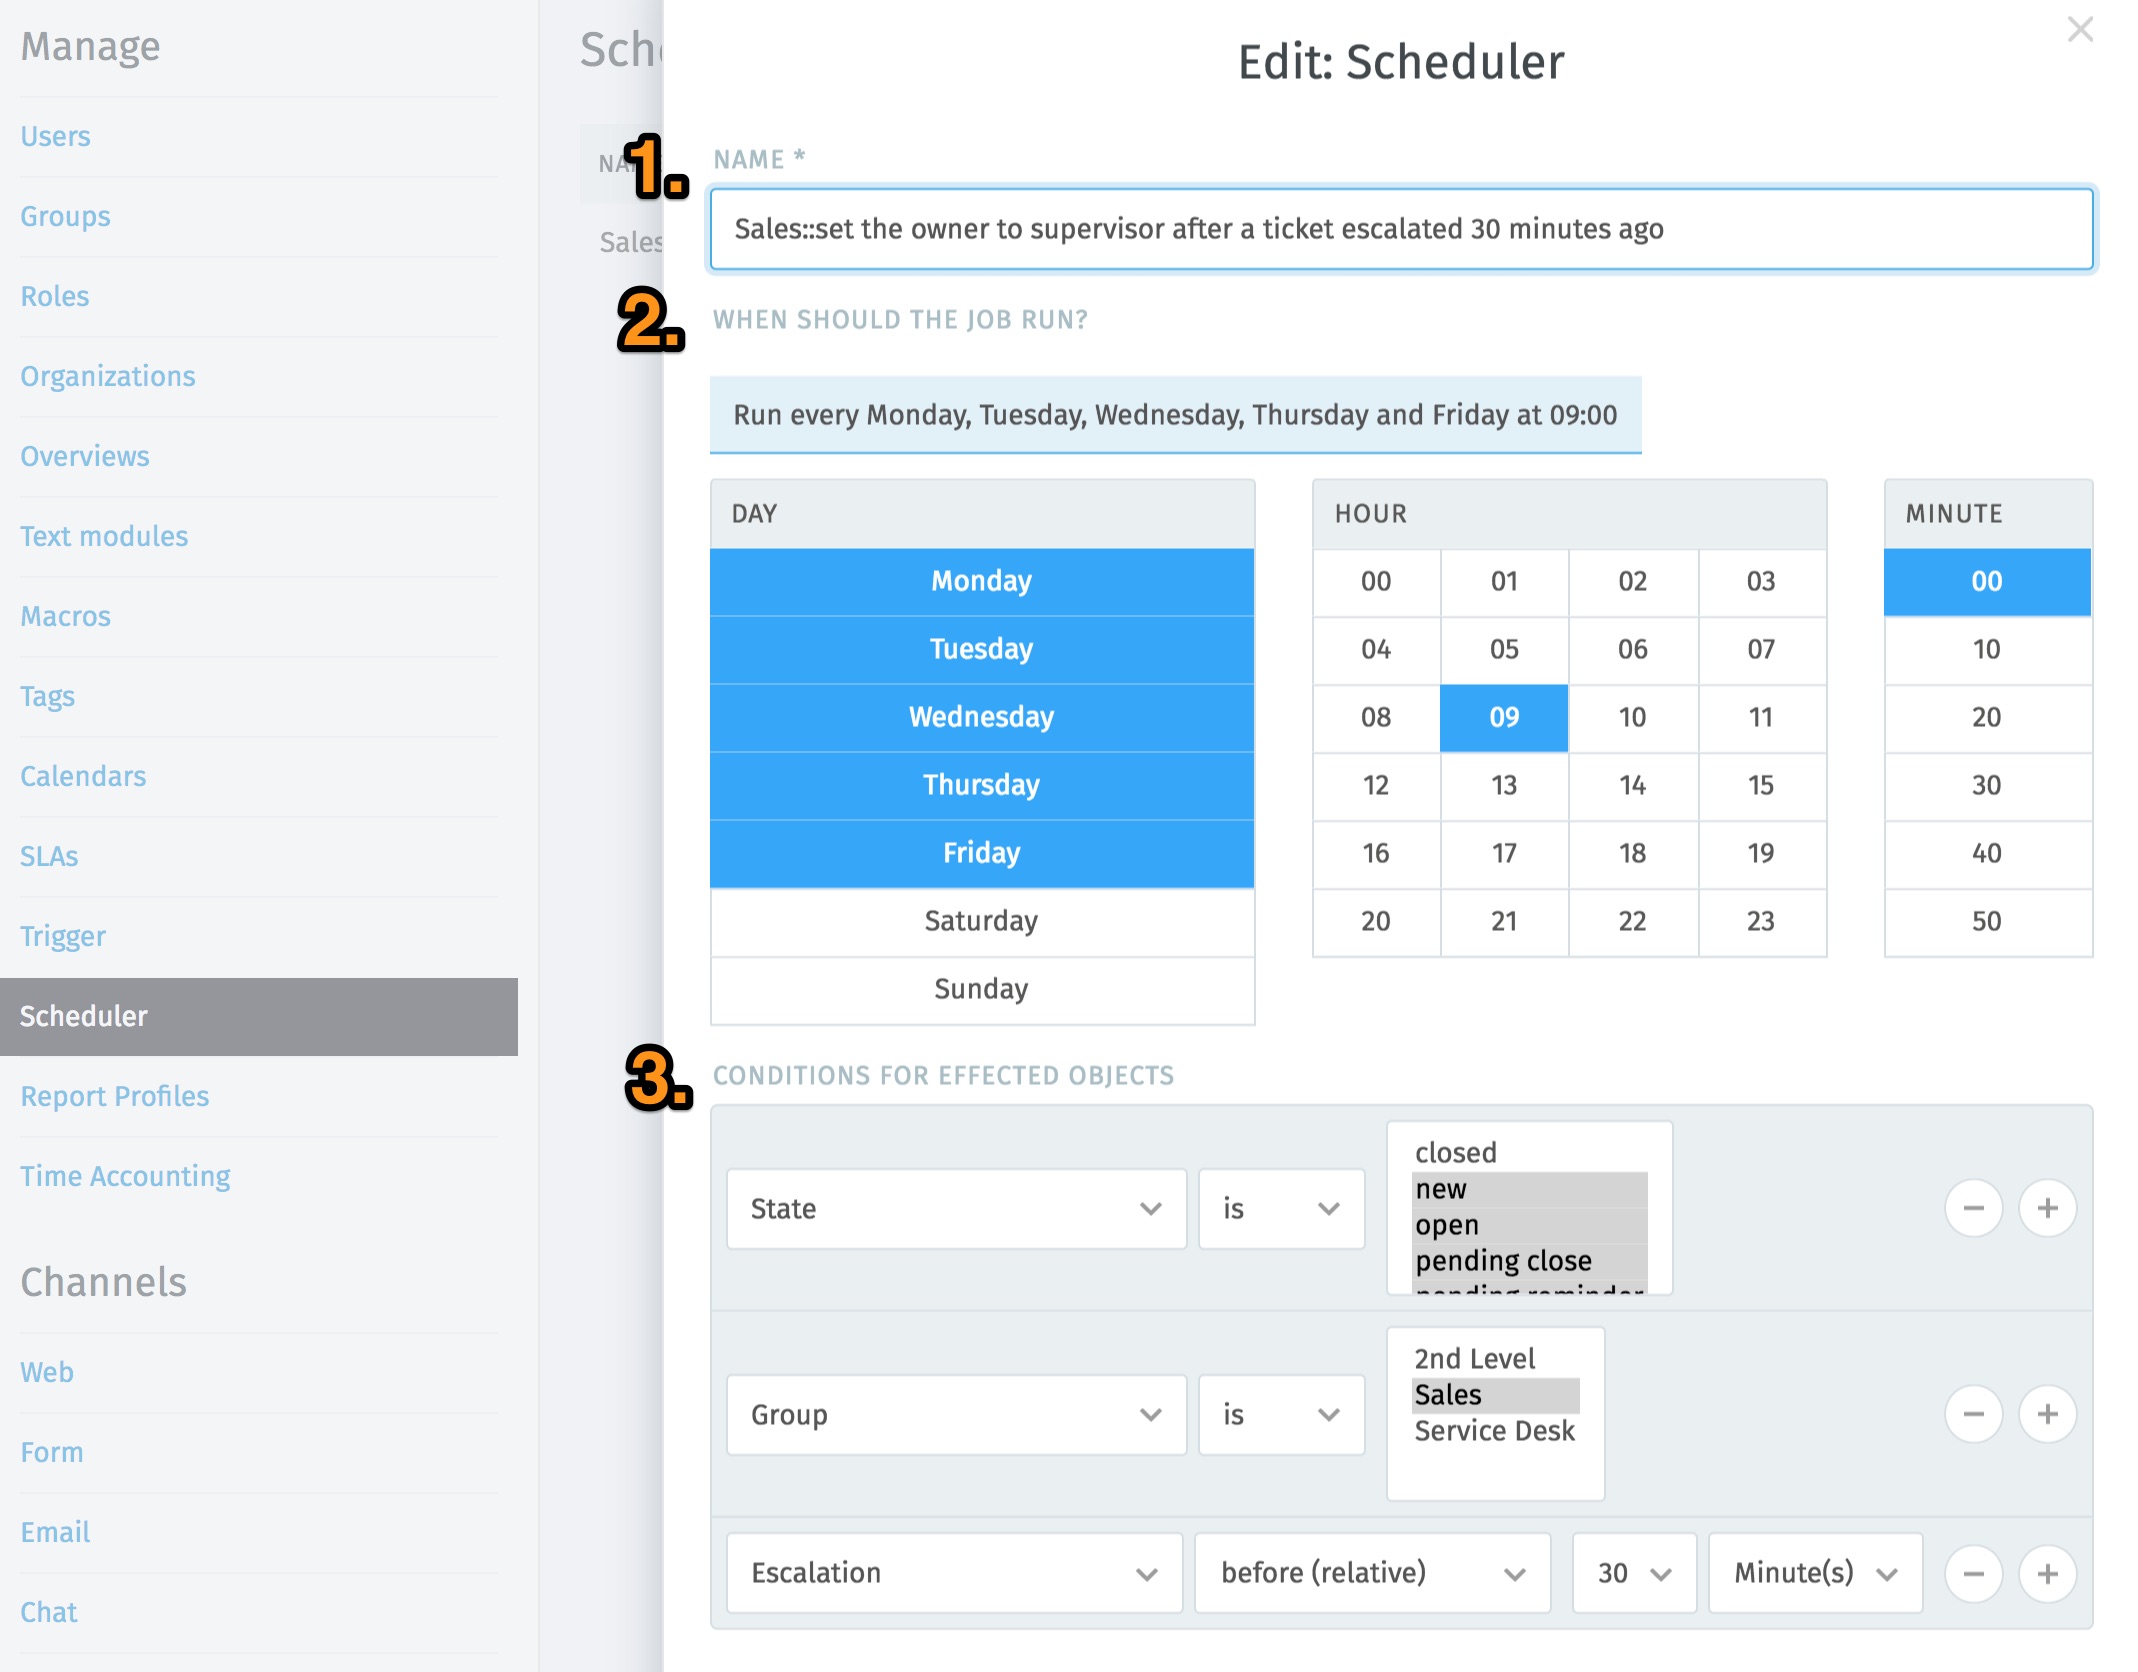 Manage
Users
Groups
Roles
Organizations
Overviews
Text modules
Macros
Tags
Calendars
SLAs
Trigger
Scheduler
Report Profiles
Time Accounting
Channels
Web
Form
Email
Chat
Sales
Edit: Scheduler
1.
NAME *
Sales::set the owner to supervisor after a ticket escalated 30 minutes ago
2.
WHEN SHOULD THE JOB RUN?
Run every Monday, Tuesday, Wednesday, Thursday and Friday at 09:00
DAY
Monday
Tuesday
Wednesday
Thursday
Friday
Saturday
Sunday
HOUR
00 01 02 03
04 05 06 07
08 09 10 11
12 13 14 15
16 17 18 19
20 21 22 23
MINUTE
00
10
20
30
40
50
3.
CONDITIONS FOR EFFECTED OBJECTS
State is
closed
new
open
pending close
pending reminder
Group is
2nd Level
Sales
Service Desk
Escalation before (relative) 30 Minute(s)